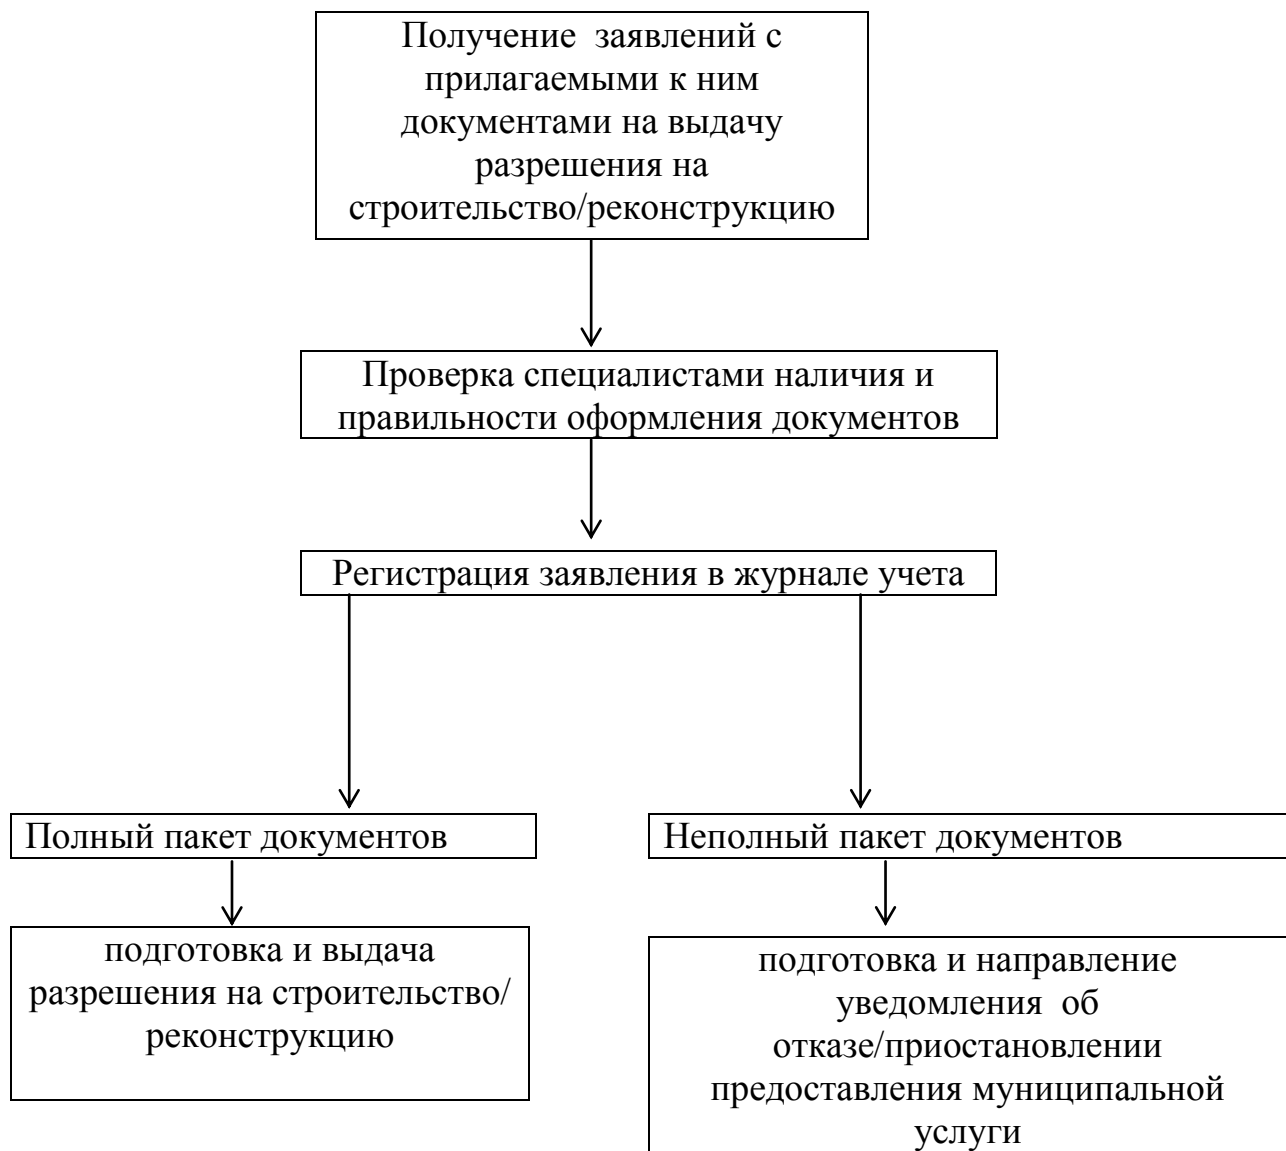 Получение  заявлений с
прилагаемыми к ним
документами на выдачу
разрешения на
строительство/реконструкцию
Проверка специалистами наличия и
правильности оформления документов
Регистрация заявления в журнале учета
Полный пакет документов
Неполный пакет документов
подготовка и выдача
разрешения на строительство/
реконструкцию
подготовка и направление
уведомления  об
отказе/приостановлении
предоставления муниципальной
услуги